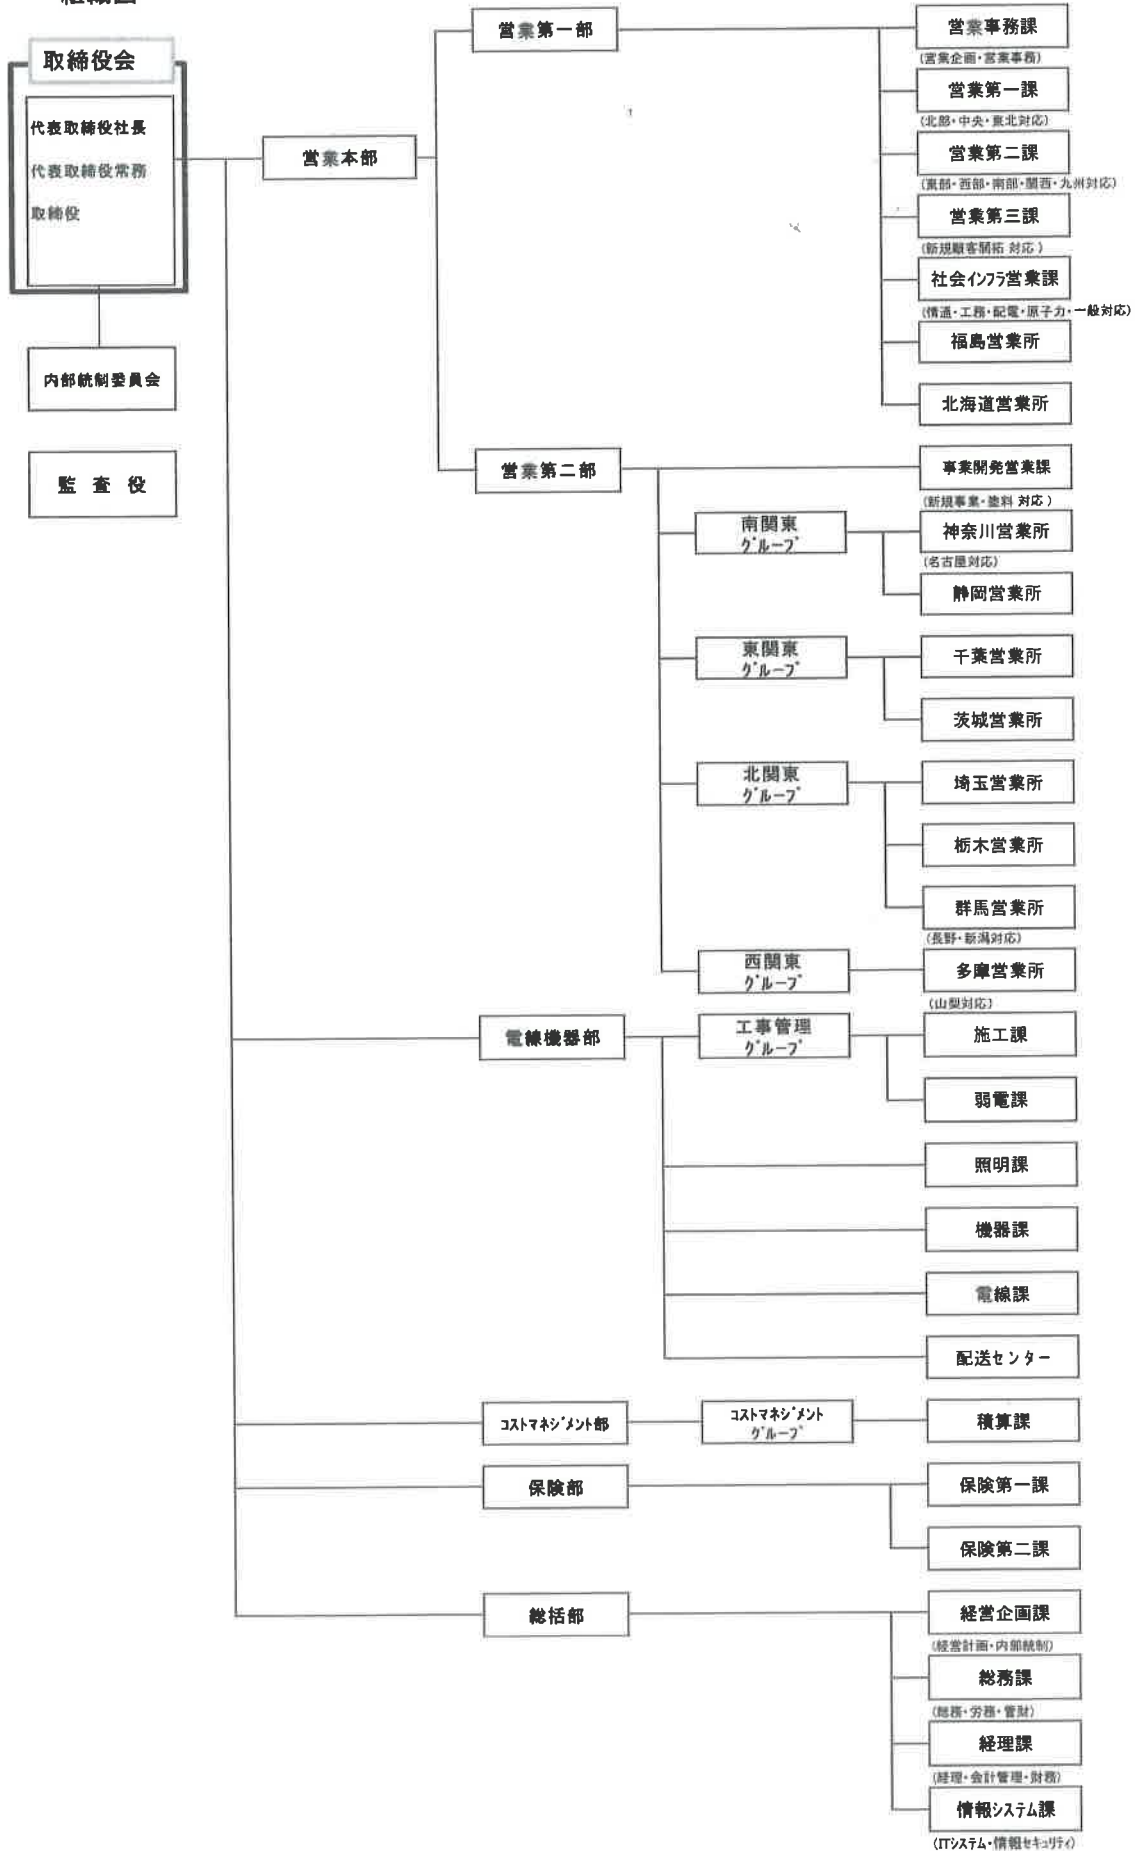 組織図
取締役会
代表取締役社長
代表取締役常務
取締役
内部統制委員会
監査役
営業本部
営業第一部
営業事務課
(営業企画・営業事務)
営業第一課
(北部・中央・東北対応)
営業第二課
(東部・西部・南部・関西・九州対応)
営業第三課
(新規顧客開拓 対応)
社会インフラ営業課
(情通・工務・配電・原子力・一般対応)
福島営業所
北海道営業所
営業第二部
事業開発営業課
(新規事業・塗料 対応)
南関東
グループ
神奈川営業所
(名古屋対応)
静岡営業所
東関東
グループ
千葉営業所
茨城営業所
北関東
グループ
埼玉営業所
栃木営業所
群馬営業所
(長野・新潟対応)
西関東
グループ
多摩営業所
(山梨対応)
電線機器部
工事管理
グループ
施工課
弱電課
照明課
機器課
電線課
配送センター
コストマネジメント部
コストマネジメント
グループ
積算課
保険部
保険第一課
保険第二課
総括部
経営企画課
(経営計画・内部統制)
総務課
(総務・労務・管財)
経理課
(経理・会計管理・財務)
情報システム課
(ITシステム・情報セキュリティ)